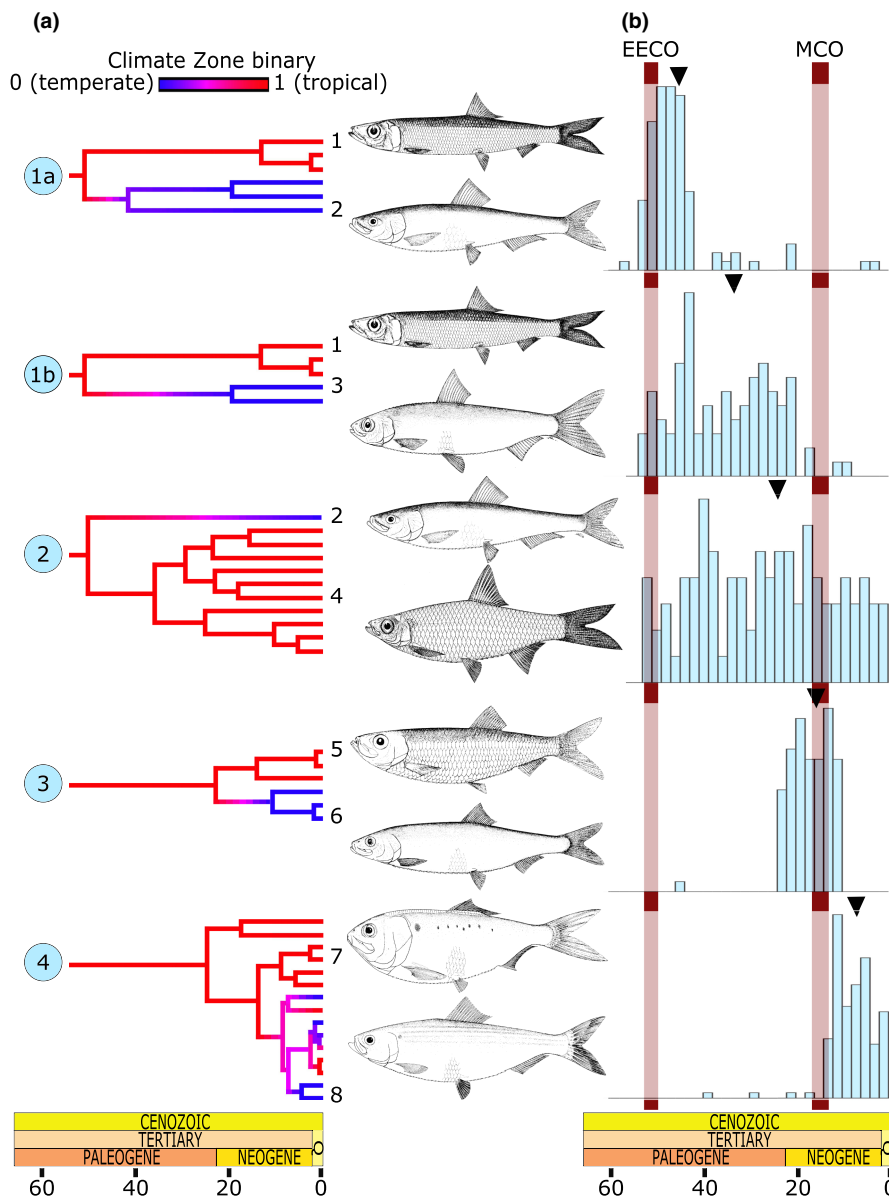 (a)
(b)
EECO MCO
Climate Zone binary
0 (temperate) 1 (tropical)
1a
1
2
1b
1
3
2
2
4
3
5
6
4
7
8
CENOZOIC
TERTIARY
PALEOGENE NEOGENE Q
60 20 0
CENOZOIC
TERTIARY
PALEOGENE NEOGENE Q
60 40 20 0